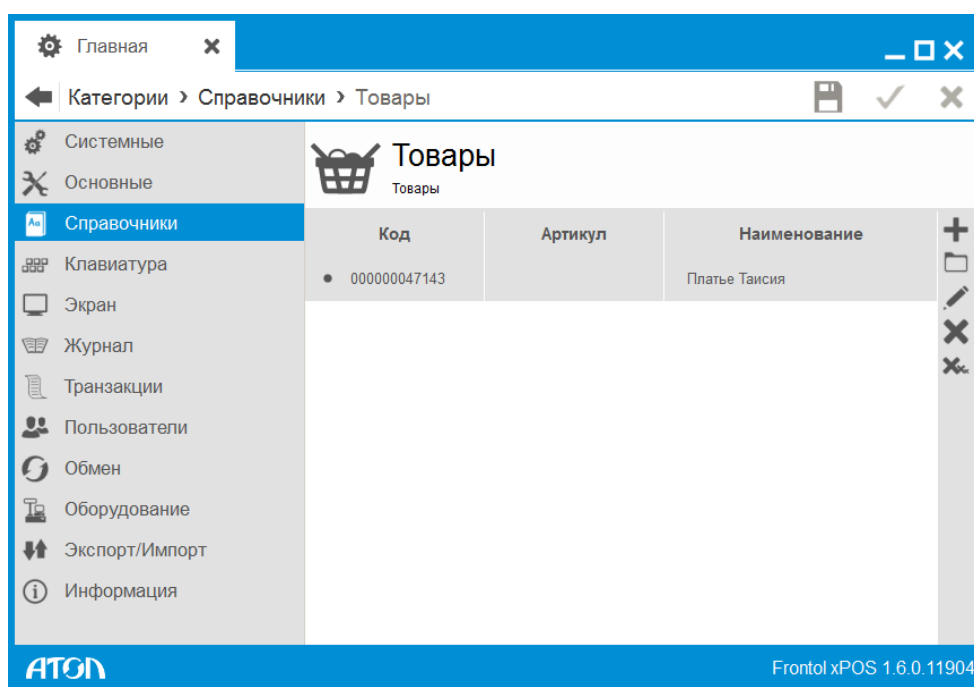 Главная
Категории › Справочники › Товары
Системные
Основные
Справочники
Клавиатура
Экран
Журнал
Транзакции
Пользователи
Обмен
Оборудование
Экспорт/Импорт
Информация
Товары
Товары
Код Артикул Наименование
000000047143 Платье Таисия
АТОЛ Frontol xPOS 1.6.0.11904